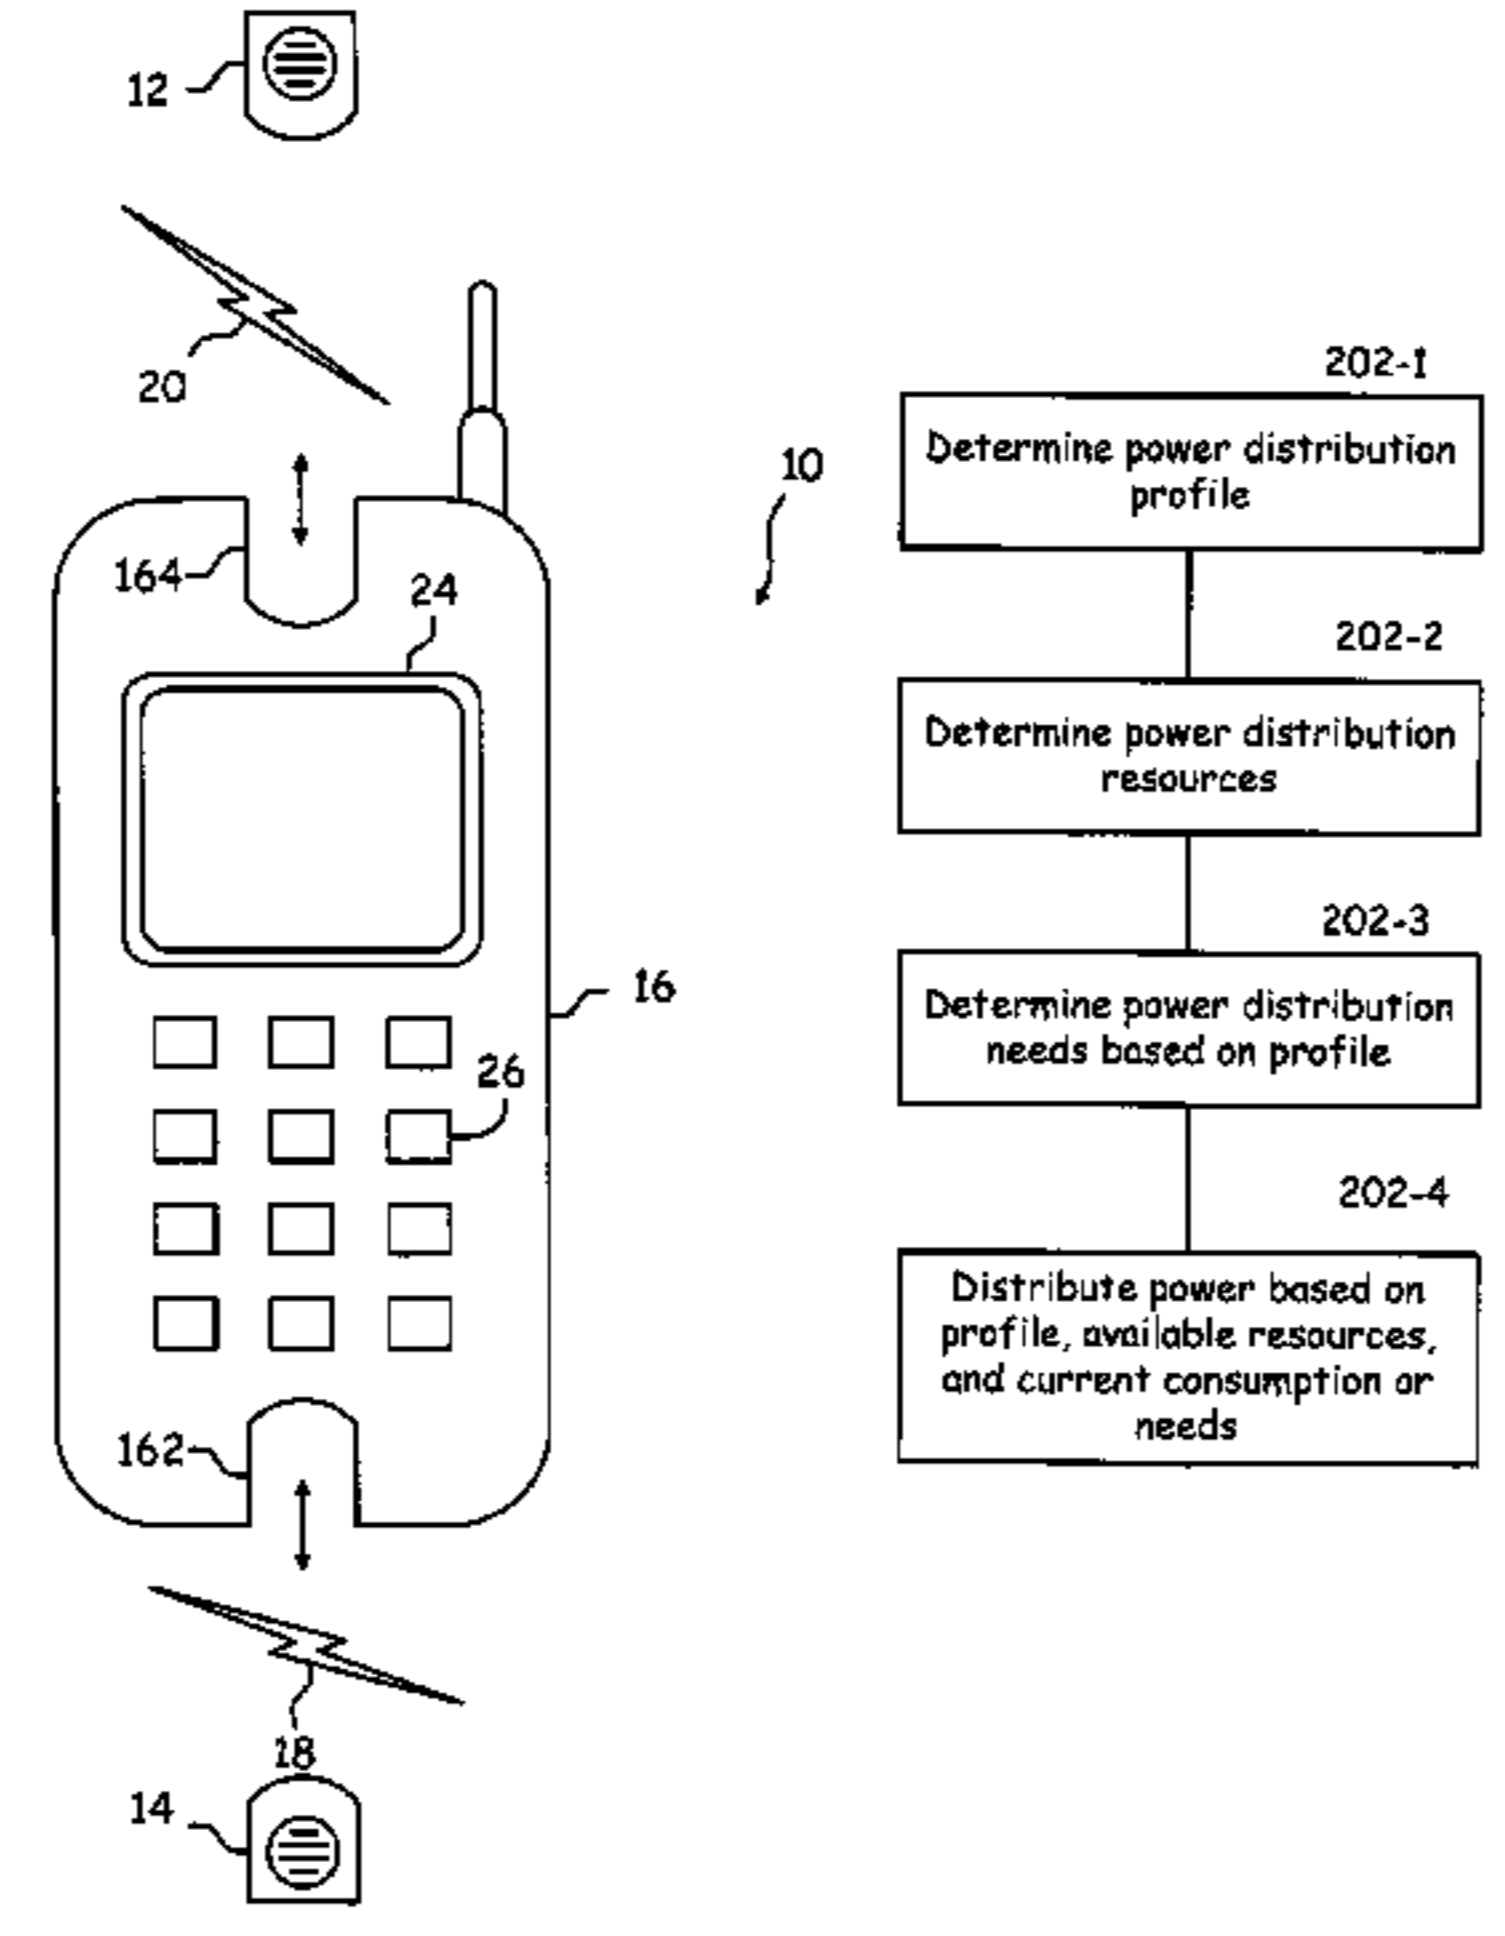 12
20
164
24
10
16
26
162
18
14
202-1
Determine power distribution
profile
202-2
Determine power distribution
resources
202-3
Determine power distribution
needs based on profile
202-4
Distribute power based on
profile, available resources,
and current consumption or
needs